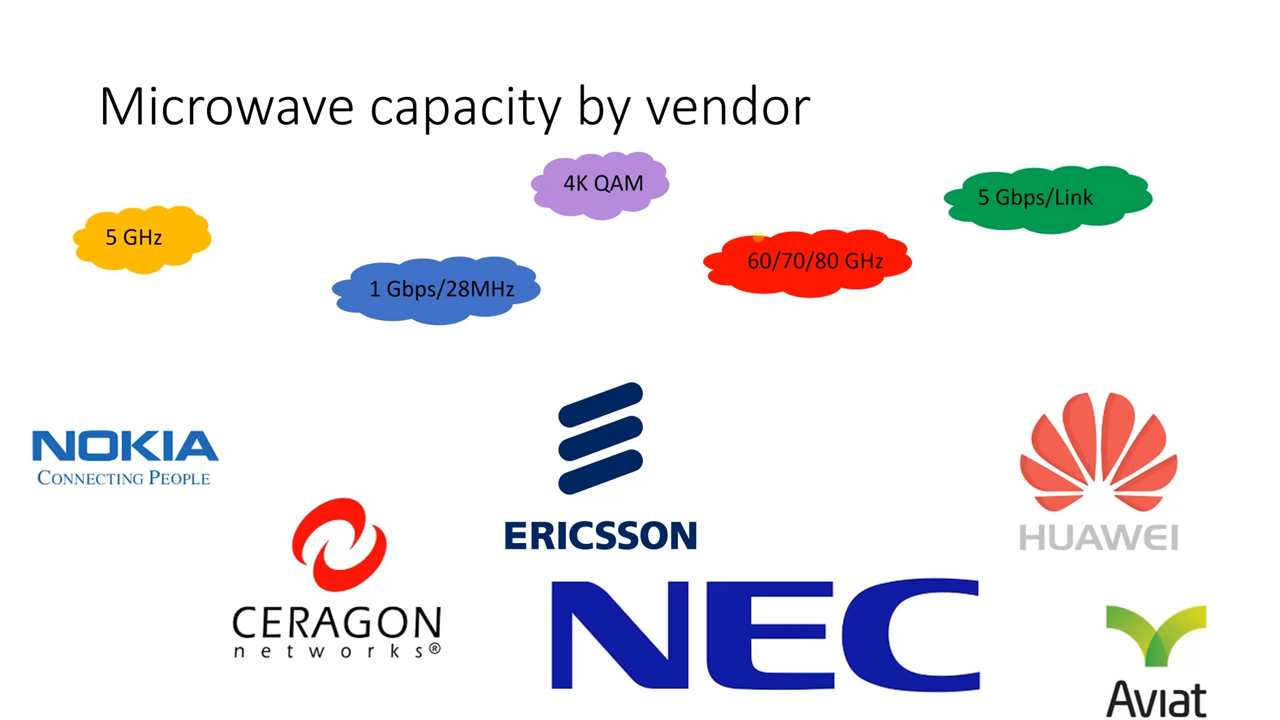 Microwave capacity by vendor
4K QAM
5 Gbps/Link
5 GHz
60/70/80 GHz
1 Gbps/28MHz
NOKIA
CONNECTING PEOPLE
ERICSSON
HUAWEI
CERAGON
networks®
NEC
Aviat